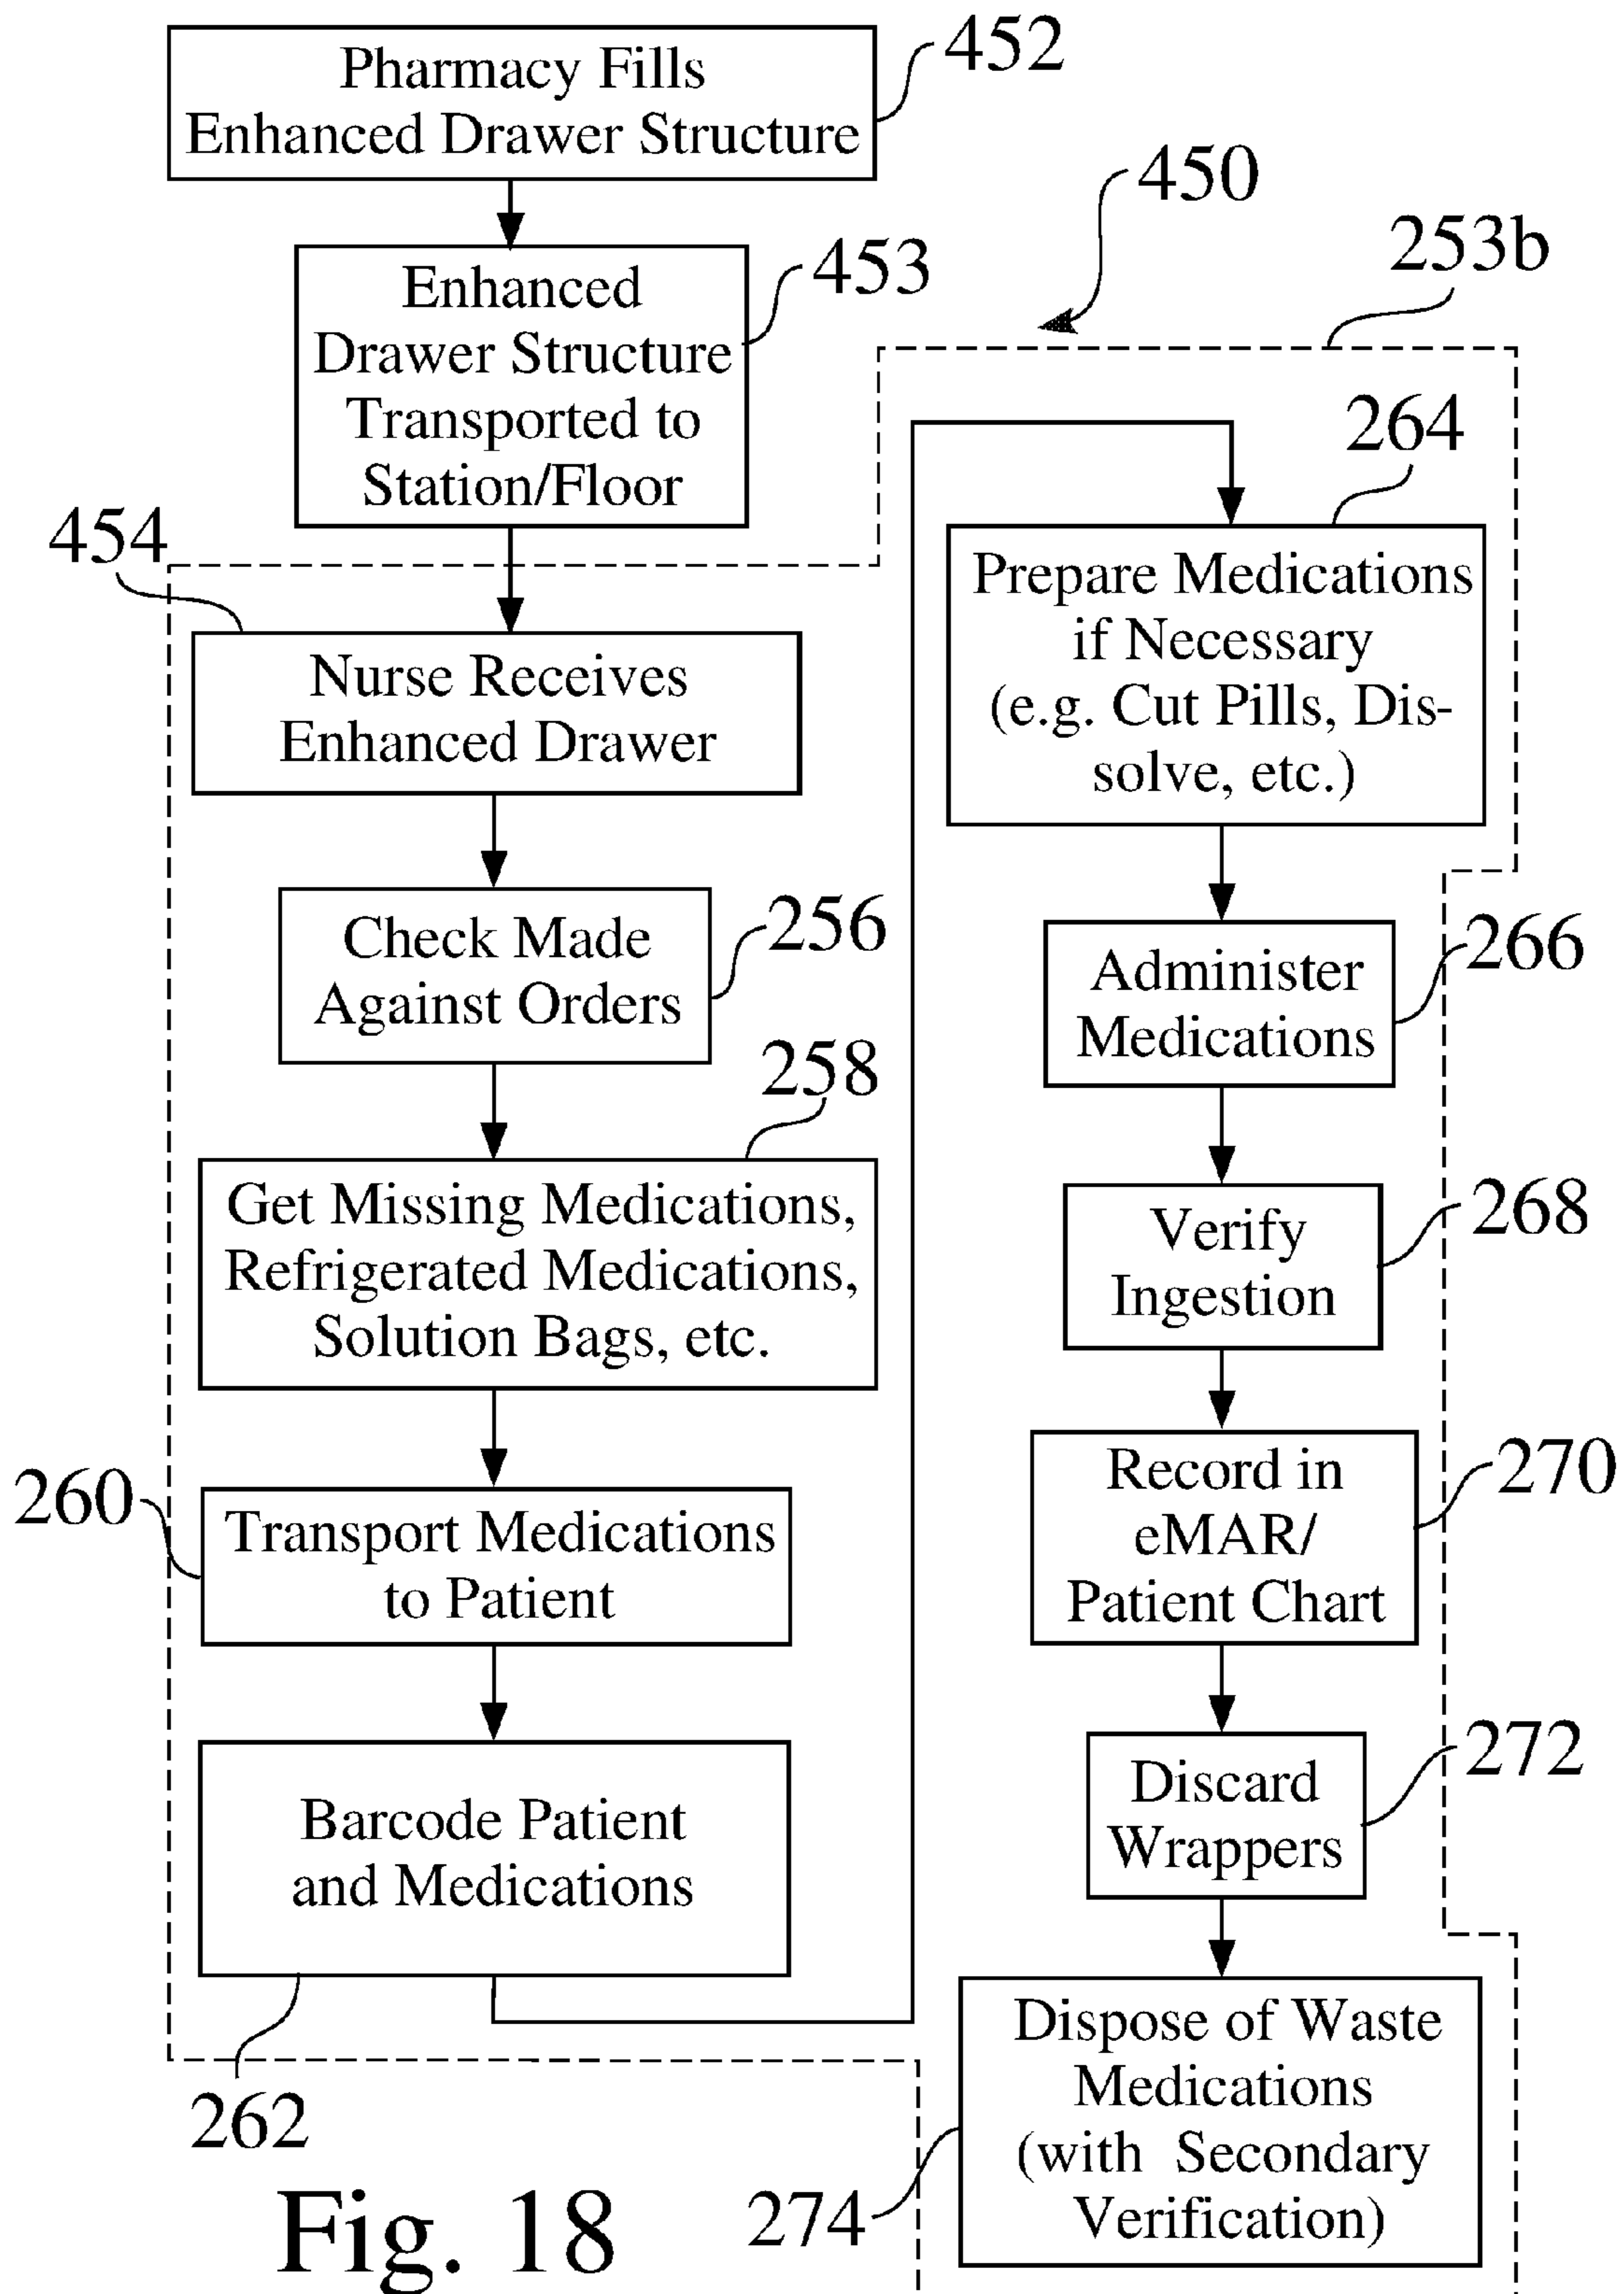 Pharmacy Fills
Enhanced Drawer Structure
452
450
253b
Enhanced
Drawer Structure
Transported to
Station/Floor
453
454
Nurse Receives
Enhanced Drawer
Check Made
Against Orders
256
258
Get Missing Medications,
Refrigerated Medications,
Solution Bags, etc.
260
Transport Medications
to Patient
Barcode Patient
and Medications
262
264
Prepare Medications
if Necessary
(e.g. Cut Pills, Dis-
solve, etc.)
Administer
Medications
266
Verify
Ingestion
268
Record in
eMAR/
Patient Chart
270
Discard
Wrappers
272
Dispose of Waste
Medications
(with Secondary
Verification)
274
Fig. 18